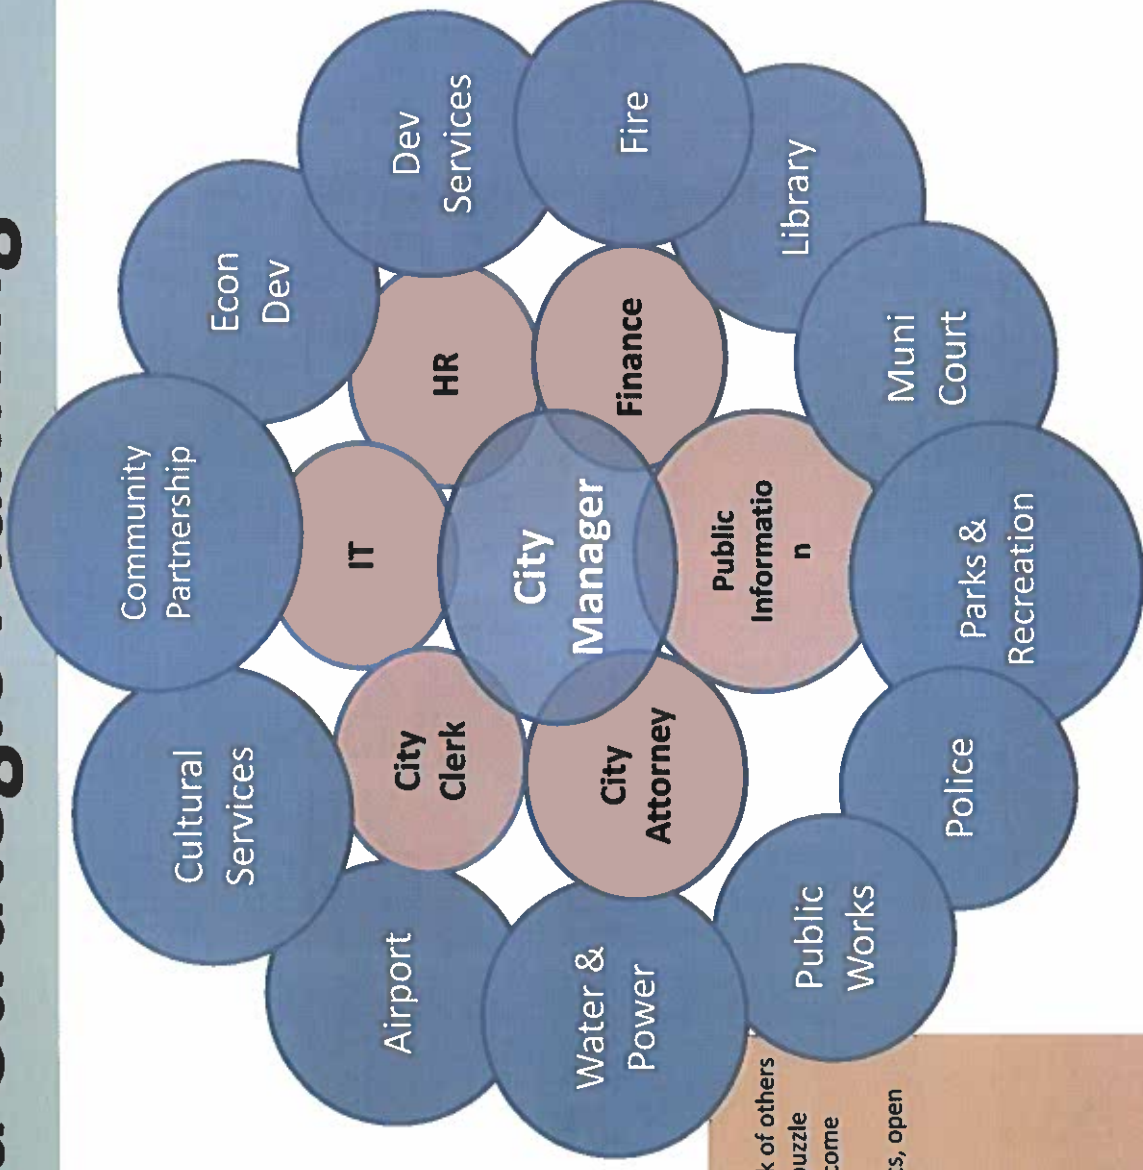 Community
Partnership
Econ
Dev
Dev
Services
Fire
Library
Muni
Court
Parks &
Recreation
Police
Public
Works
Water &
Power
Airport
Cultural
Services
IT
HR
Finance
Public
Informatio
n
City
Attorney
City
Clerk
City
Manager
of others
puzzle
come
open